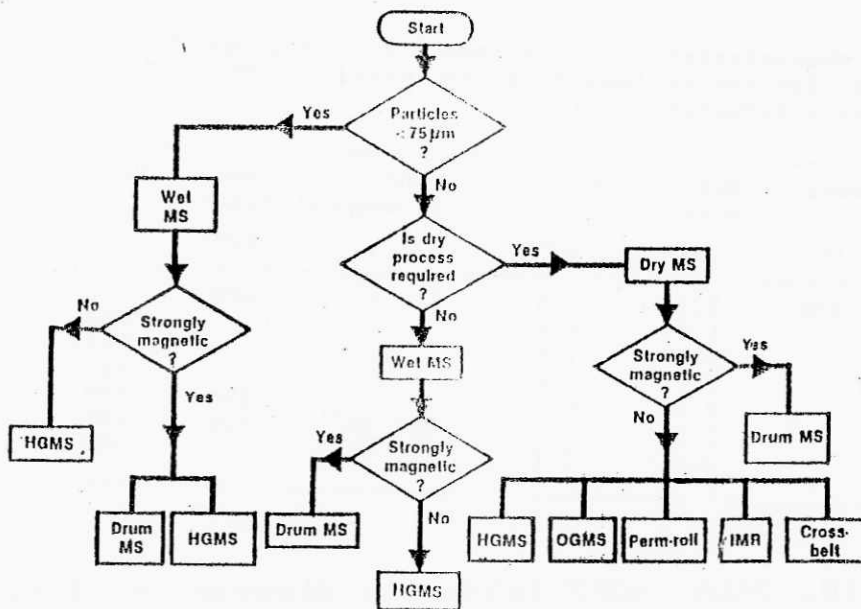 Start
Particles
<75µm
?
Yes
No
Wet
MS
Is dry
process
required
?
Yes
No
Dry MS
Strongly
magnetic
?
No
Yes
Wet MS
Strongly
magnetic
?
Yes
No
HGMS
Strongly
magnetic
?
Yes
No
Drum MS
Drum
MS
HGMS
Drum MS
HGMS
OGMS
Perm-roll
IMR
Cross-
belt
HGMS